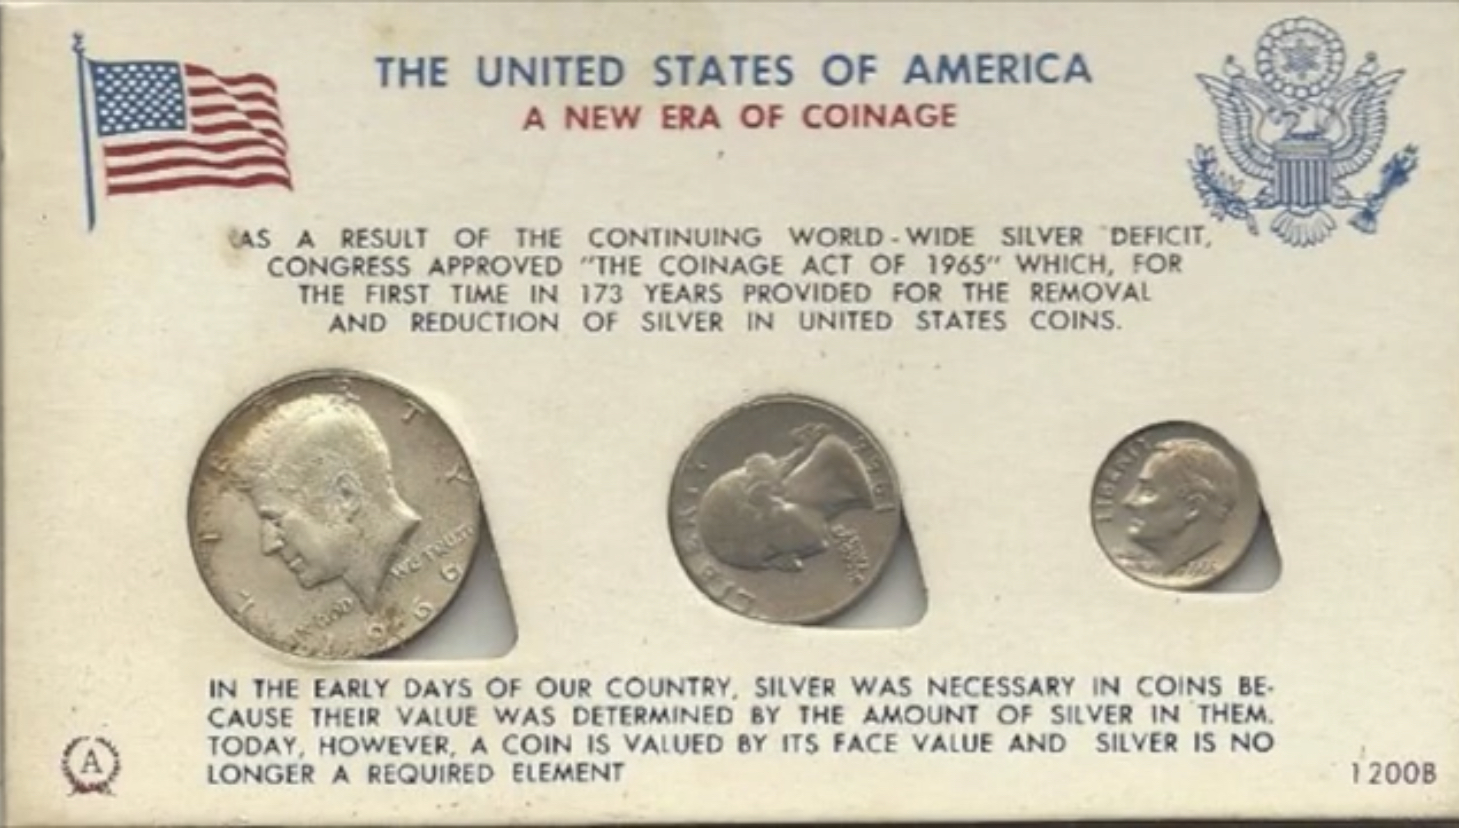 THE UNITED STATES OF AMERICA
A NEW ERA OF COINAGE
AS A RESULT OF THE CONTINUING WORLD-WIDE SILVER DEFICIT,
CONGRESS APPROVED "THE COINAGE ACT OF 1965" WHICH, FOR
THE FIRST TIME IN 173 YEARS PROVIDED FOR THE REMOVAL
AND REDUCTION OF SILVER IN UNITED STATES COINS.
LIBERTY
IN GOD WE TRUST
1966
LIBERTY
LIBERTY
IN THE EARLY DAYS OF OUR COUNTRY, SILVER WAS NECESSARY IN COINS BE-
CAUSE THEIR VALUE WAS DETERMINED BY THE AMOUNT OF SILVER IN THEM.
TODAY, HOWEVER, A COIN IS VALUED BY ITS FACE VALUE AND SILVER IS NO
LONGER A REQUIRED ELEMENT
A
1200B